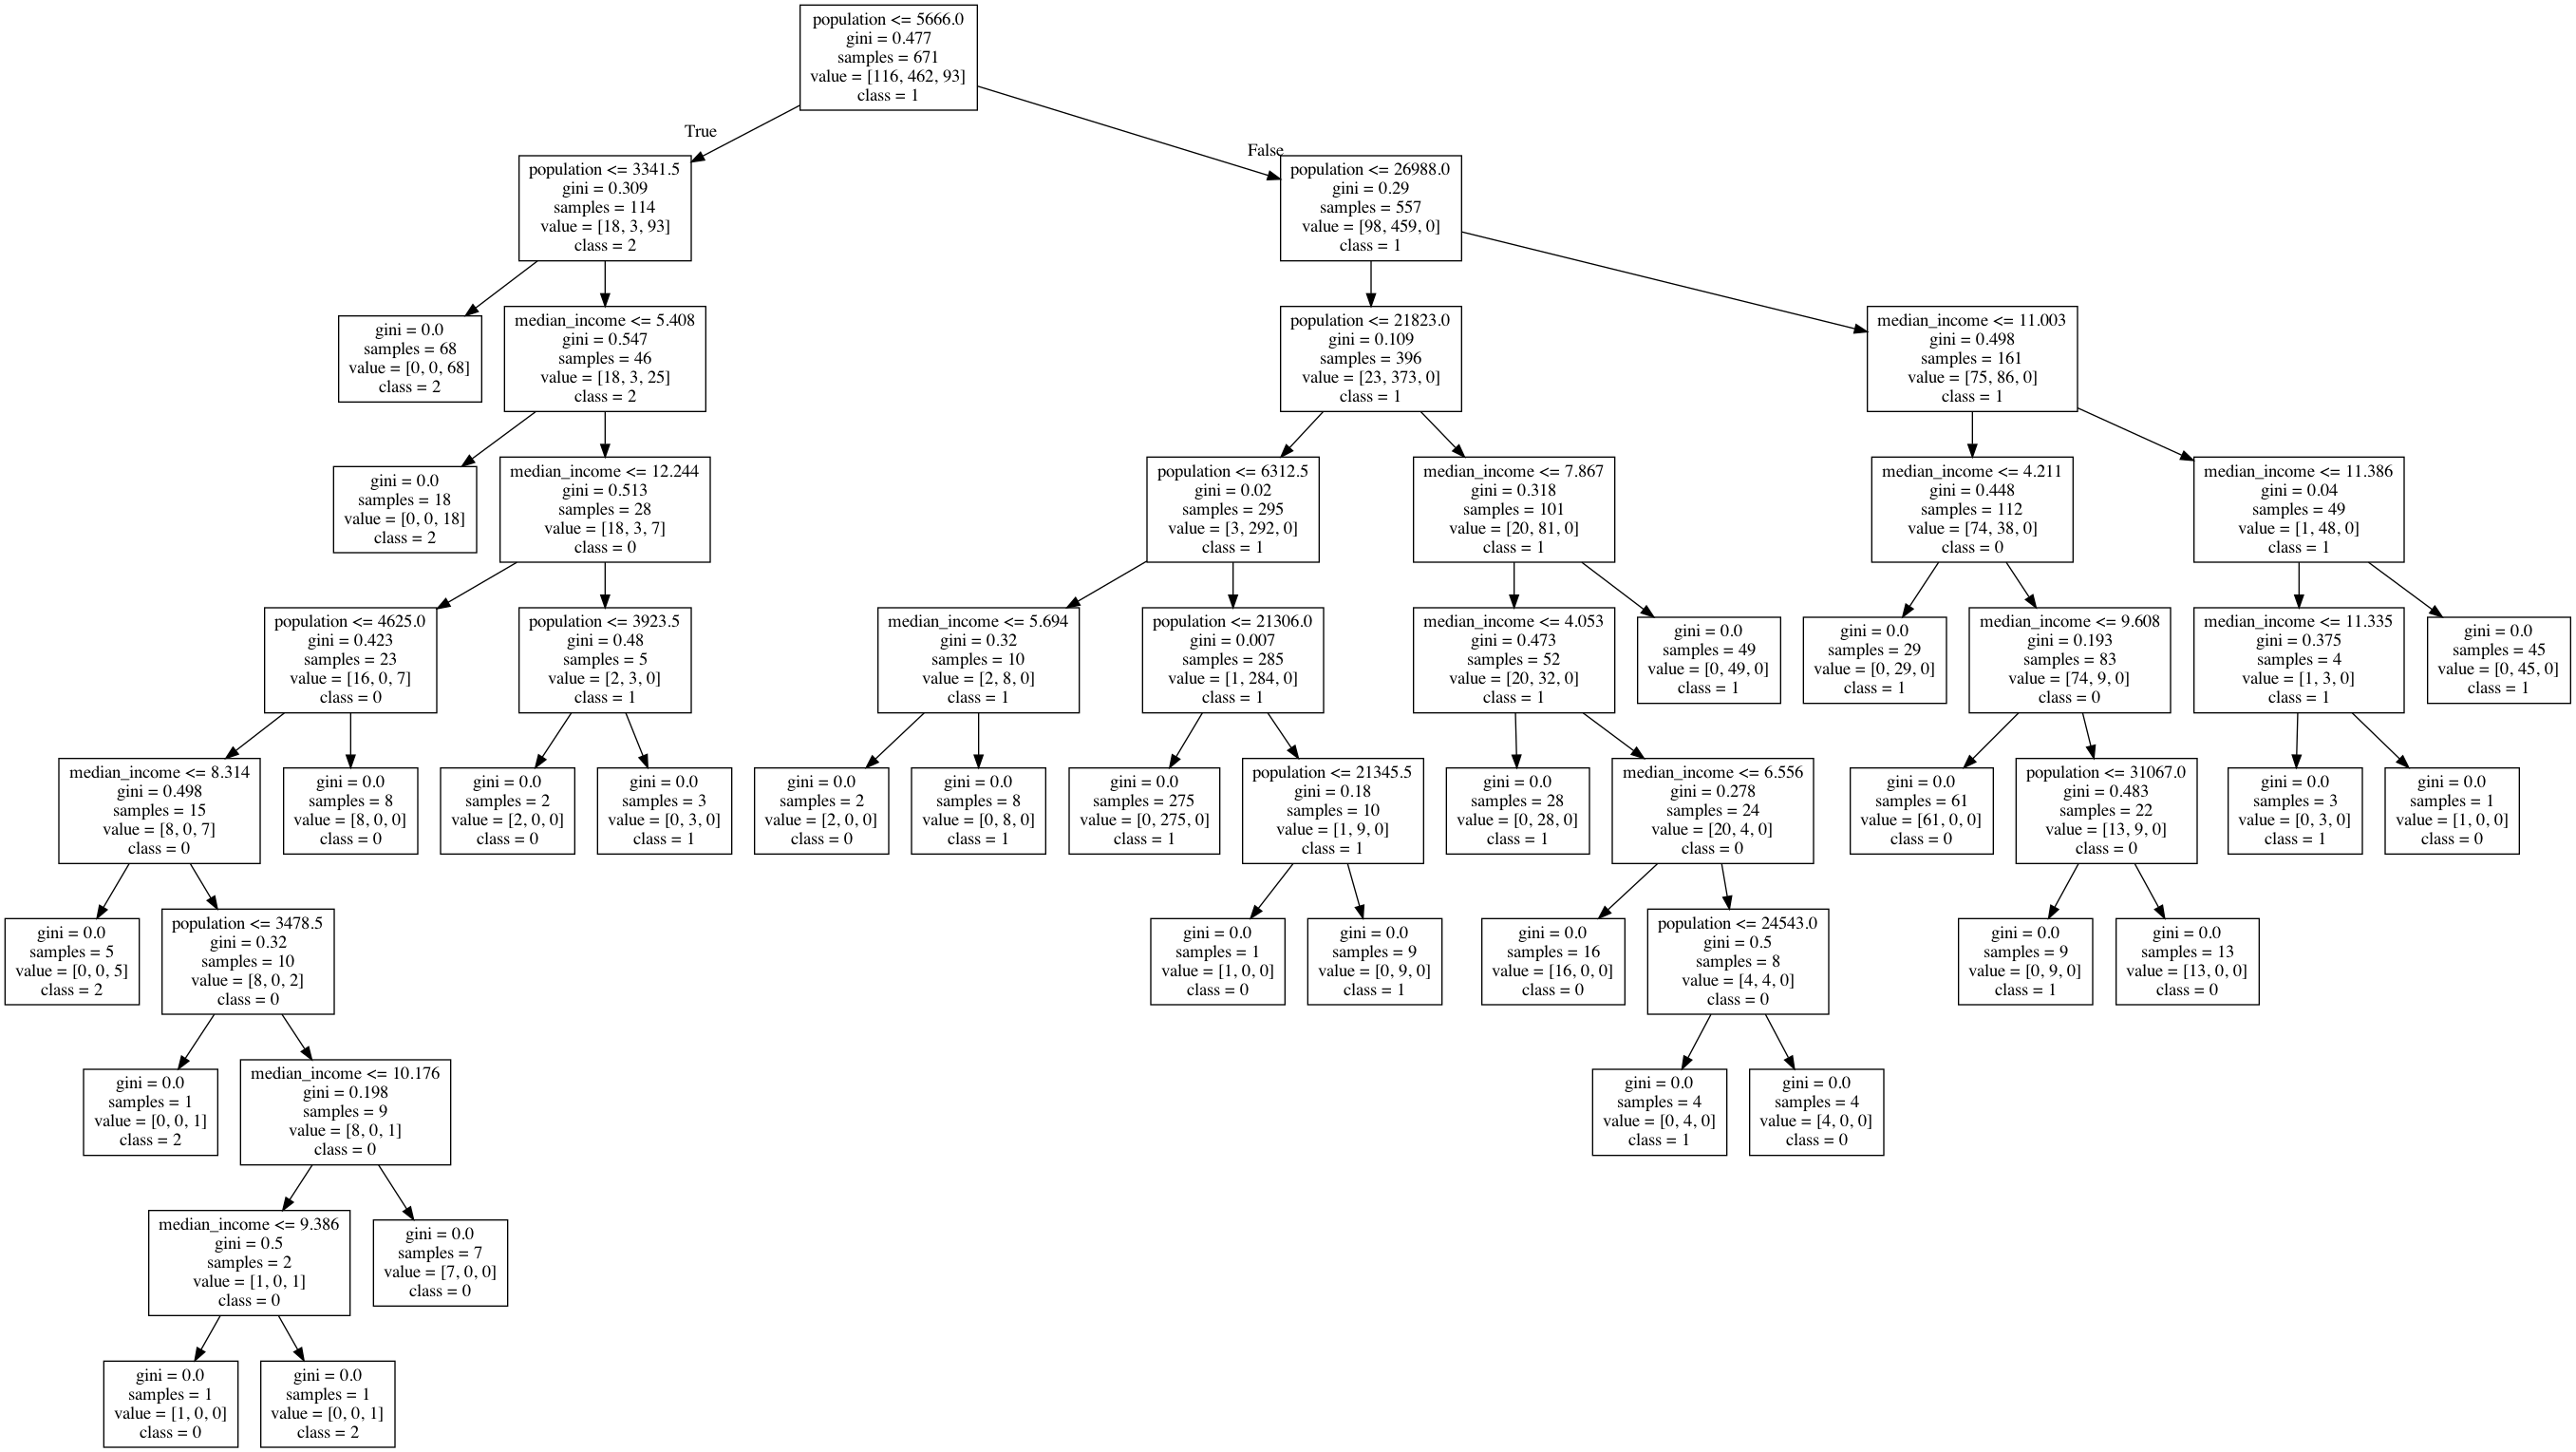 population <= 5666.0
gini = 0.477
samples = 671
value = [116, 462, 93]
class = 1
True
False
population <= 3341.5
gini = 0.309
samples = 114
value = [18, 3, 93]
class = 2
population <= 26988.0
gini = 0.29
samples = 557
value = [98, 459, 0]
class = 1
gini = 0.0
samples = 68
value = [0, 0, 68]
class = 2
median_income <= 5.408
gini = 0.547
samples = 46
value = [18, 3, 25]
class = 2
population <= 21823.0
gini = 0.109
samples = 396
value = [23, 373, 0]
class = 1
median_income <= 11.003
gini = 0.498
samples = 161
value = [75, 86, 0]
class = 1
gini = 0.0
samples = 18
value = [0, 0, 18]
class = 2
median_income <= 12.244
gini = 0.513
samples = 28
value = [18, 3, 7]
class = 0
population <= 6312.5
gini = 0.02
samples = 295
value = [3, 292, 0]
class = 1
median_income <= 7.867
gini = 0.318
samples = 101
value = [20, 81, 0]
class = 1
median_income <= 4.211
gini = 0.448
samples = 112
value = [74, 38, 0]
class = 0
median_income <= 11.386
gini = 0.04
samples = 49
value = [1, 48, 0]
class = 1
population <= 4625.0
gini = 0.423
samples = 23
value = [16, 0, 7]
class = 0
population <= 3923.5
gini = 0.48
samples = 5
value = [2, 3, 0]
class = 1
median_income <= 5.694
gini = 0.32
samples = 10
value = [2, 8, 0]
class = 1
population <= 21306.0
gini = 0.007
samples = 285
value = [1, 284, 0]
class = 1
median_income <= 4.053
gini = 0.473
samples = 52
value = [20, 32, 0]
class = 1
gini = 0.0
samples = 49
value = [0, 49, 0]
class = 1
gini = 0.0
samples = 29
value = [0, 29, 0]
class = 1
median_income <= 9.608
gini = 0.193
samples = 83
value = [74, 9, 0]
class = 0
median_income <= 11.335
gini = 0.375
samples = 4
value = [1, 3, 0]
class = 1
gini = 0.0
samples = 45
value = [0, 45, 0]
class = 1
median_income <= 8.314
gini = 0.498
samples = 15
value = [8, 0, 7]
class = 0
gini = 0.0
samples = 8
value = [8, 0, 0]
class = 0
gini = 0.0
samples = 2
value = [2, 0, 0]
class = 0
gini = 0.0
samples = 3
value = [0, 3, 0]
class = 1
gini = 0.0
samples = 2
value = [2, 0, 0]
class = 0
gini = 0.0
samples = 8
value = [0, 8, 0]
class = 1
gini = 0.0
samples = 275
value = [0, 275, 0]
class = 1
population <= 21345.5
gini = 0.18
samples = 10
value = [1, 9, 0]
class = 1
gini = 0.0
samples = 28
value = [0, 28, 0]
class = 1
median_income <= 6.556
gini = 0.278
samples = 24
value = [20, 4, 0]
class = 0
gini = 0.0
samples = 61
value = [61, 0, 0]
class = 0
population <= 31067.0
gini = 0.483
samples = 22
value = [13, 9, 0]
class = 0
gini = 0.0
samples = 3
value = [0, 3, 0]
class = 1
gini = 0.0
samples = 1
value = [1, 0, 0]
class = 0
gini = 0.0
samples = 5
value = [0, 0, 5]
class = 2
population <= 3478.5
gini = 0.32
samples = 10
value = [8, 0, 2]
class = 0
gini = 0.0
samples = 1
value = [1, 0, 0]
class = 0
gini = 0.0
samples = 9
value = [0, 9, 0]
class = 1
gini = 0.0
samples = 16
value = [16, 0, 0]
class = 0
population <= 24543.0
gini = 0.5
samples = 8
value = [4, 4, 0]
class = 0
gini = 0.0
samples = 9
value = [0, 9, 0]
class = 1
gini = 0.0
samples = 13
value = [13, 0, 0]
class = 0
gini = 0.0
samples = 1
value = [0, 0, 1]
class = 2
median_income <= 10.176
gini = 0.198
samples = 9
value = [8, 0, 1]
class = 0
gini = 0.0
samples = 4
value = [0, 4, 0]
class = 1
gini = 0.0
samples = 4
value = [4, 0, 0]
class = 0
median_income <= 9.386
gini = 0.5
samples = 2
value = [1, 0, 1]
class = 0
gini = 0.0
samples = 7
value = [7, 0, 0]
class = 0
gini = 0.0
samples = 1
value = [1, 0, 0]
class = 0
gini = 0.0
samples = 1
value = [0, 0, 1]
class = 2